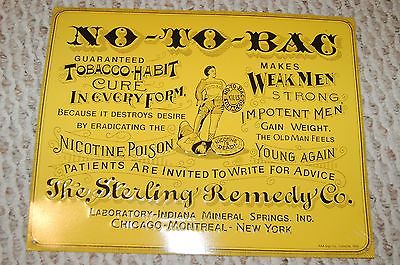 NO-TO-BAC
GUARANTEED
TOBACCO-HABIT
CURE
IN EVERY FORM,
BECAUSE IT DESTROYS DESIRE
BY ERADICATING THE
NICOTINE POISON
MAKES
WEAK MEN
STRONG
IMPOTENT MEN
GAIN WEIGHT.
THE OLD MAN FEELS
YOUNG AGAIN
PATIENTS ARE INVITED TO WRITE FOR ADVICE
The Sterling Remedy Co.
LABORATORY-INDIANA MINERAL SPRINGS, IND.
CHICAGO-MONTREAL-NEW YORK